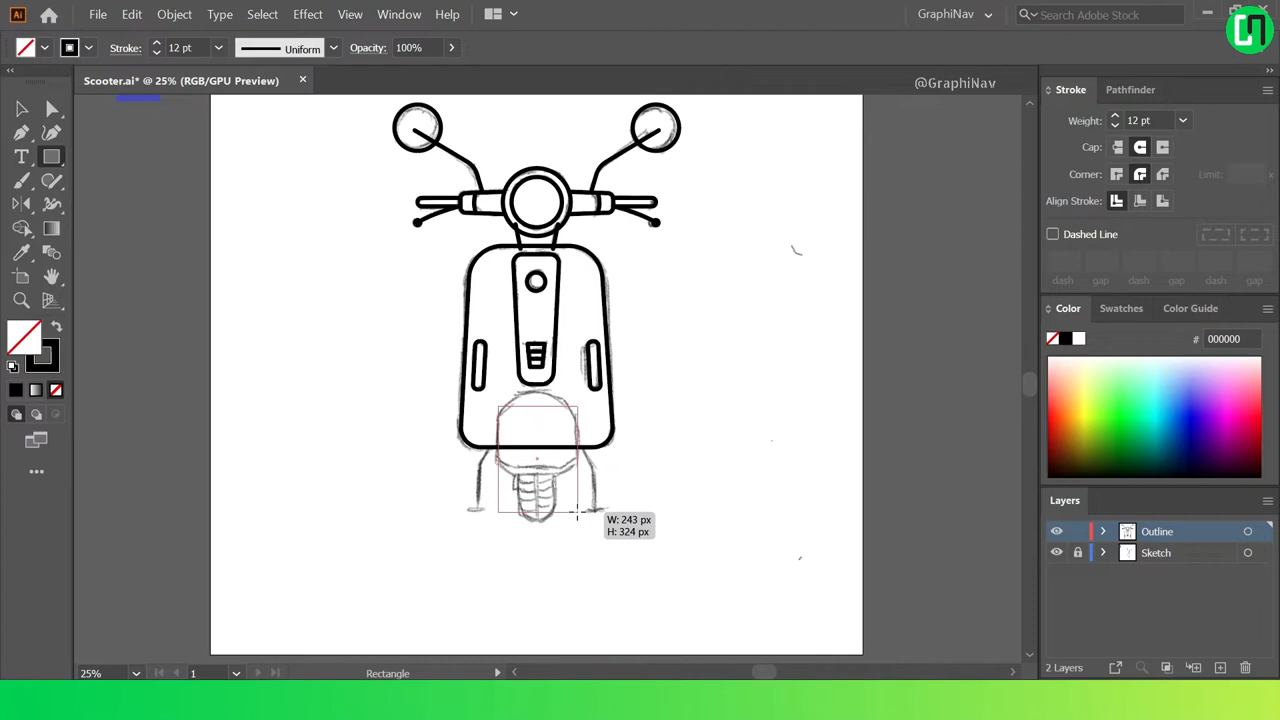 Ai File Edit Object Type Select Effect View Window Help GraphiNav Search Adobe Stock
Stroke: 12 pt Uniform Opacity: 100%
Scooter.ai* @ 25% (RGB/GPU Preview) ×
@GraphiNav
Stroke Pathfinder
Weight: 12 pt
Cap:
Corner: Limit: x
Align Stroke:
Dashed Line
dash gap dash gap dash gap
Color Swatches Color Guide
# 000000
W: 243 px
H: 324 px
Layers
Outline
Sketch
2 Layers
25% 1 Rectangle